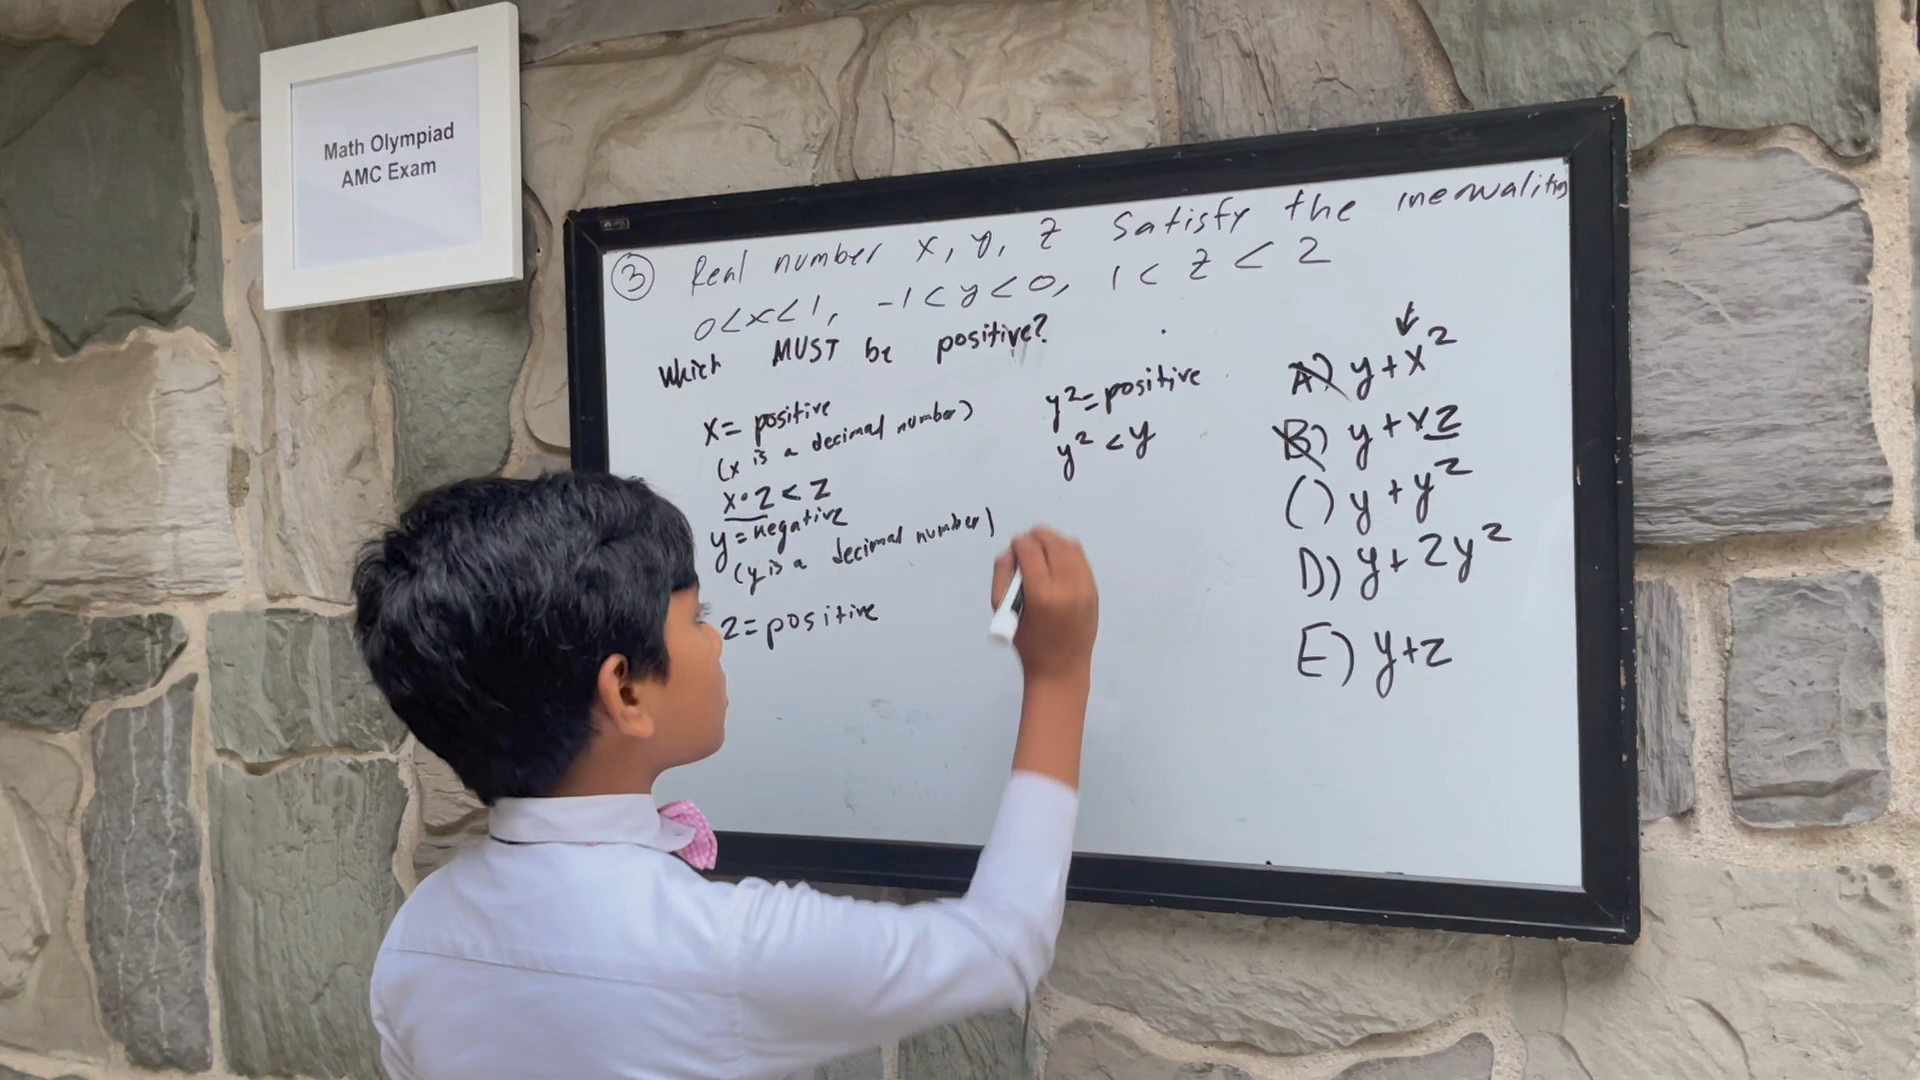 Math Olympiad
AMC Exam
③ Real number x, y, z Satisfy the inequalities
0<x<1, -1<y<0, 1<z<2
Which MUST be positive?
x= positive
(x is a decimal number)
x•z<z
y=negative
(y is a decimal number)
z=positive
y²=positive
y²<y
A) y+x²
B) y+xz
C) y+y²
D) y+2y²
E) y+z